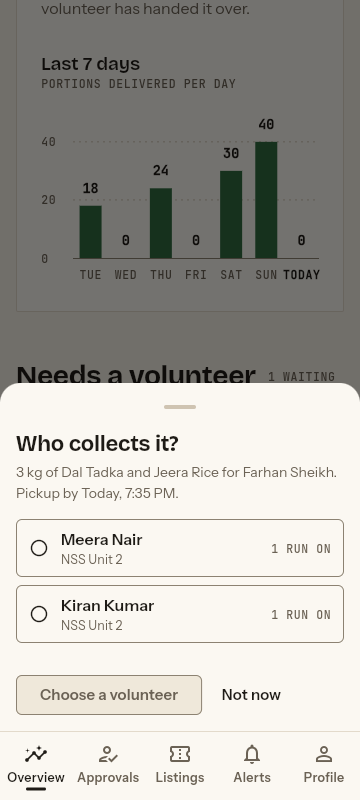 volunteer has handed it over.
Last 7 days
PORTIONS DELIVERED PER DAY
40
40
30
24
18
20
0
0
0
0
TUE WED THU FRI SAT SUN TODAY
Needs a volunteer
1 WAITING
Who collects it?
3 kg of Dal Tadka and Jeera Rice for Farhan Sheikh.
Pickup by Today, 7:35 PM.
Meera Nair
NSS Unit 2
1 RUN ON
Kiran Kumar
NSS Unit 2
1 RUN ON
Choose a volunteer
Not now
Overview Approvals Listings Alerts Profile